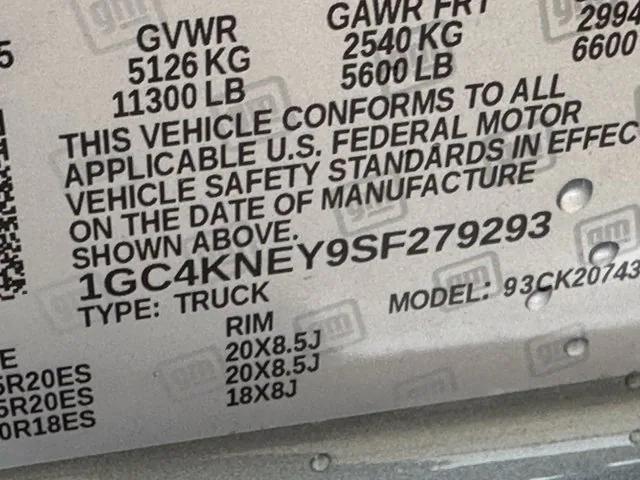 GVWR
5126 KG
11300 LB
GAWR FRT
2540 KG
5600 LB
2994
6600
5
THIS VEHICLE CONFORMS TO ALL
APPLICABLE U.S. FEDERAL MOTOR
VEHICLE SAFETY STANDARDS IN EFFEC
ON THE DATE OF MANUFACTURE
SHOWN ABOVE.
1GC4KNEY9SF279293
TYPE: TRUCK
MODEL: 93CK20743
E
5R20ES
5R20ES
0R18ES
RIM
20X8.5J
20X8.5J
18X8J
gm